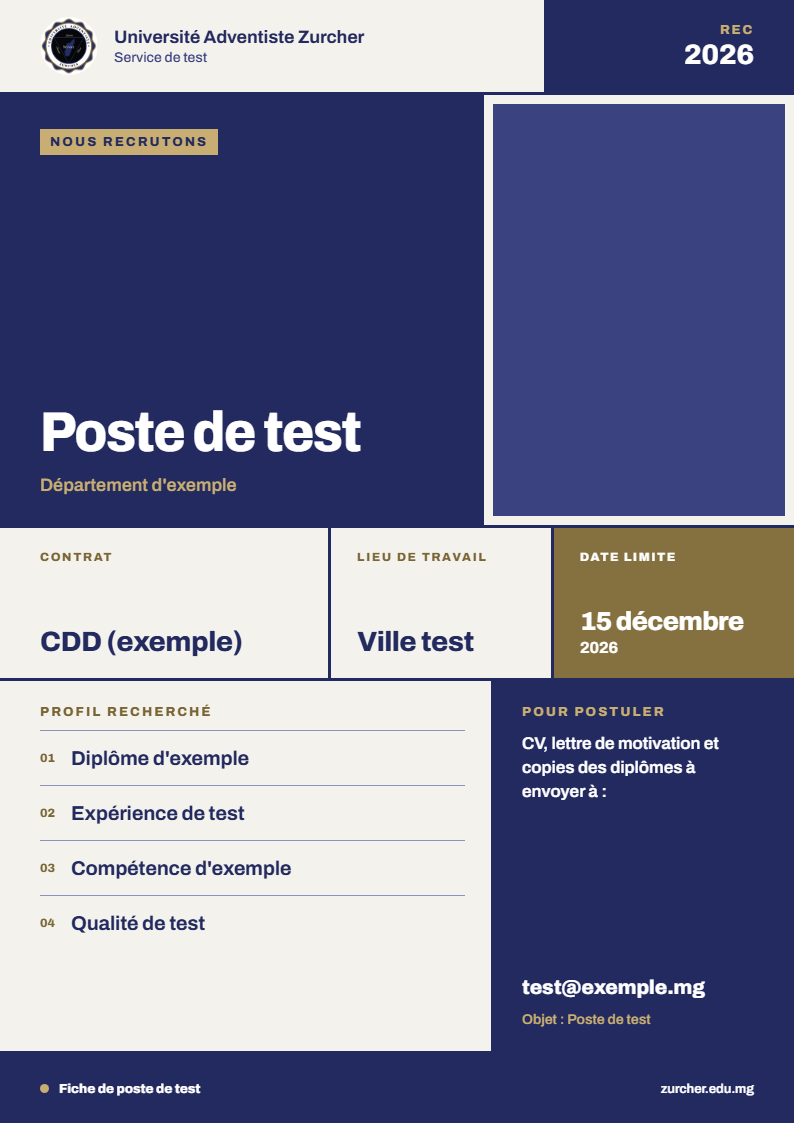 Université Adventiste Zurcher
Service de test
REC
2026
NOUS RECRUTONS
Poste de test
Département d'exemple
CONTRAT
CDD (exemple)
LIEU DE TRAVAIL
Ville test
DATE LIMITE
15 décembre
2026
PROFIL RECHERCHÉ
01 Diplôme d'exemple
02 Expérience de test
03 Compétence d'exemple
04 Qualité de test
POUR POSTULER
CV, lettre de motivation et
copies des diplômes à
envoyer à :
test@exemple.mg
Objet : Poste de test
Fiche de poste de test
zurcher.edu.mg